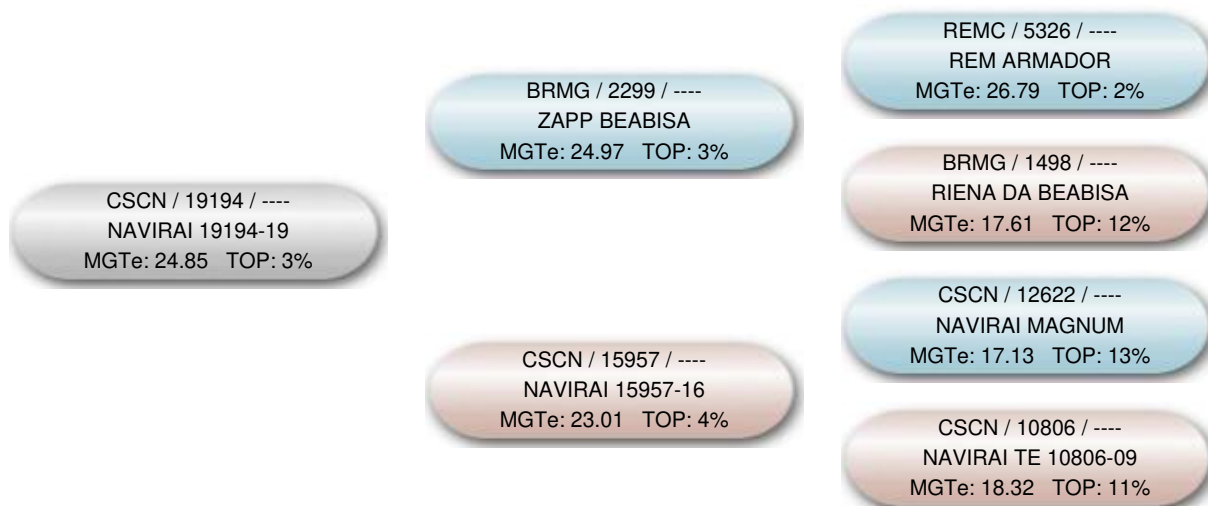 CSCN / 19194 / ----
NAVIRAI 19194-19
MGTe: 24.85 TOP: 3%
BRMG / 2299 / ----
ZAPP BEABISA
MGTe: 24.97 TOP: 3%
CSCN / 15957 / ----
NAVIRAI 15957-16
MGTe: 23.01 TOP: 4%
REMC / 5326 / ----
REM ARMADOR
MGTe: 26.79 TOP: 2%
BRMG / 1498 / ----
RIENA DA BEABISA
MGTe: 17.61 TOP: 12%
CSCN / 12622 / ----
NAVIRAI MAGNUM
MGTe: 17.13 TOP: 13%
CSCN / 10806 / ----
NAVIRAI TE 10806-09
MGTe: 18.32 TOP: 11%